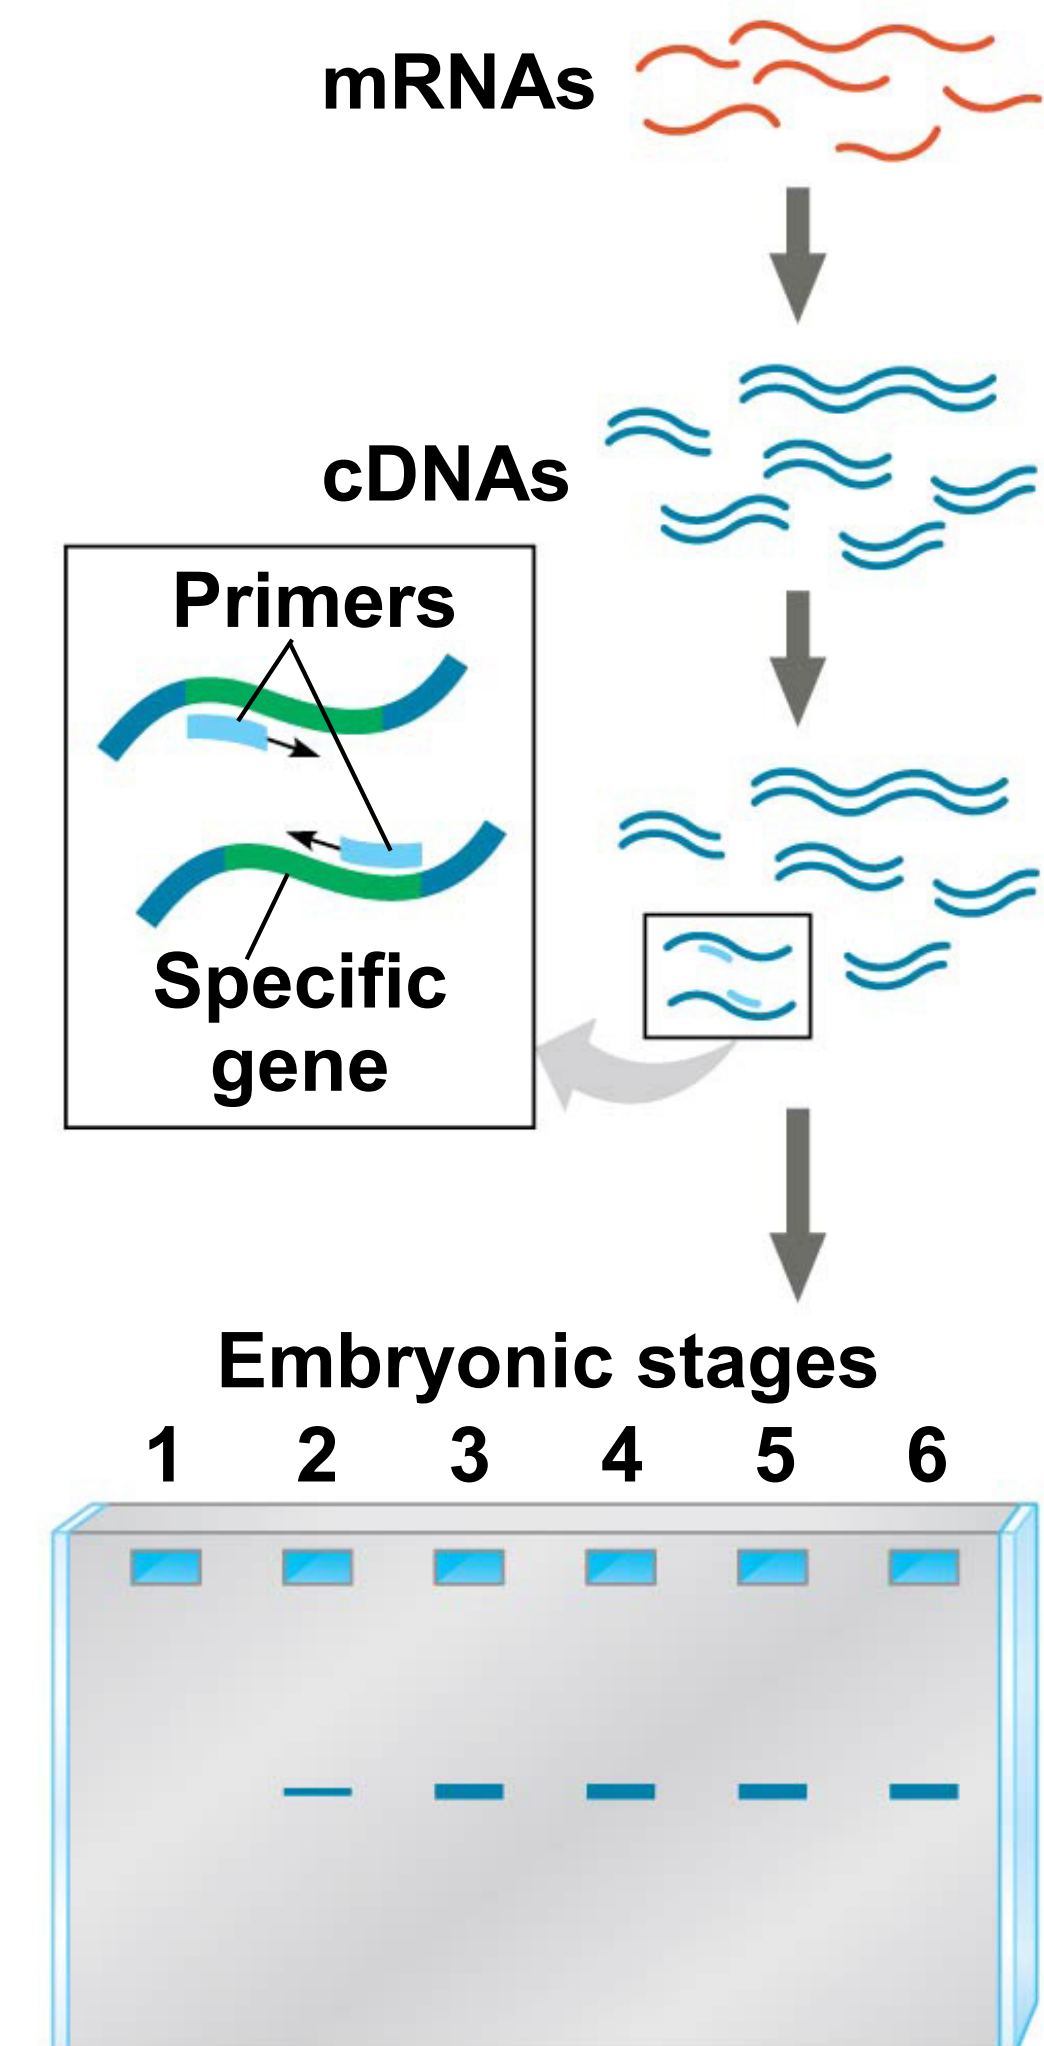 mRNAs
cDNAs
Primers
Specific
gene
Embryonic stages
1 2 3 4 5 6